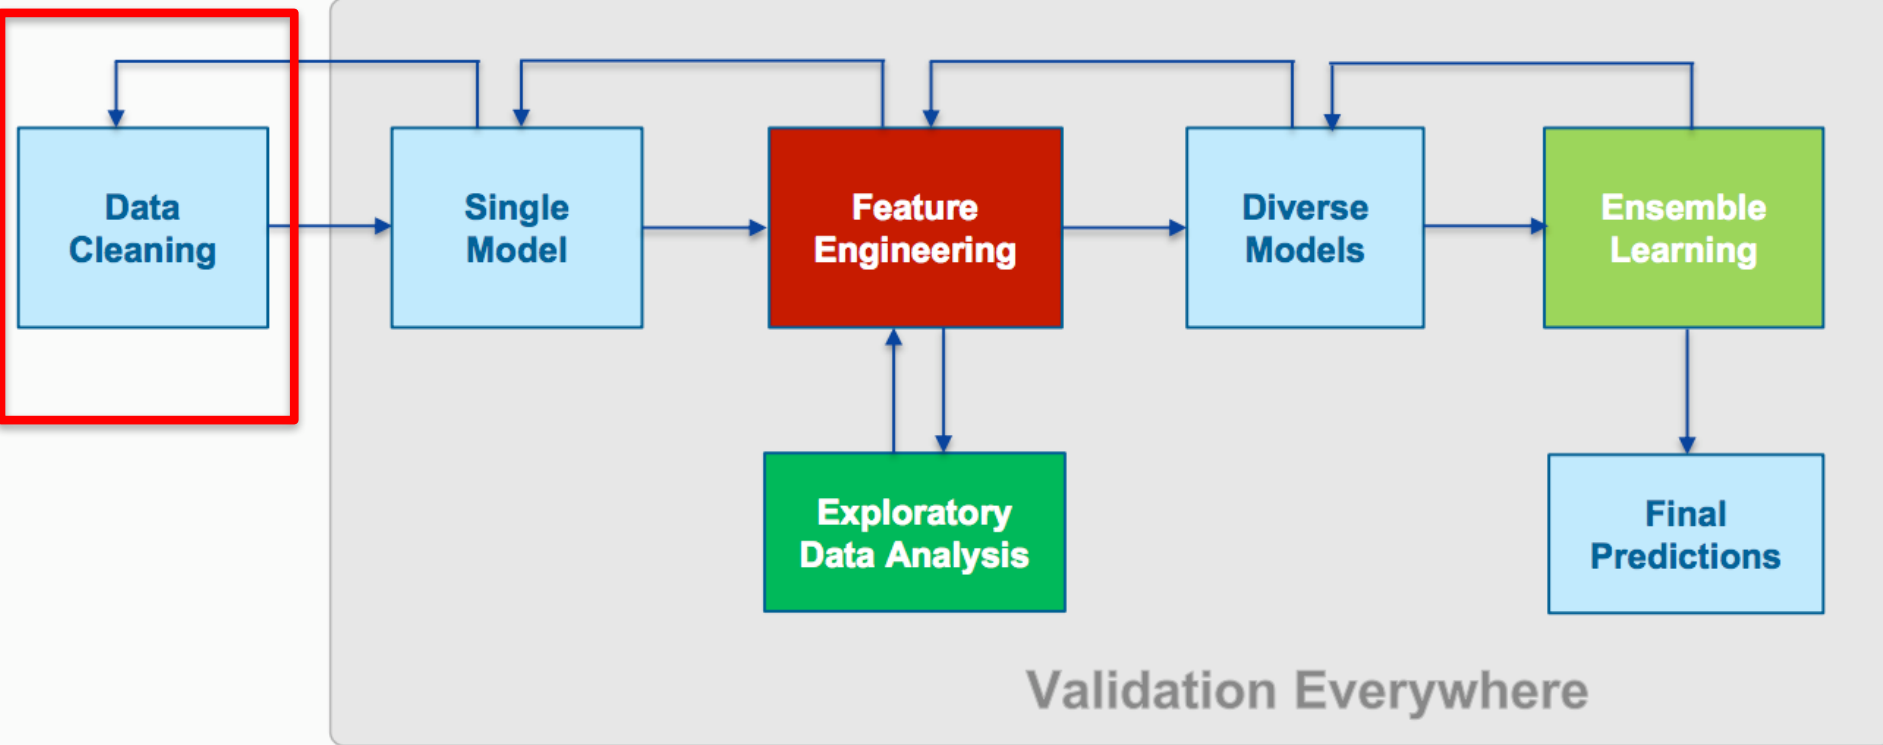 Data
Cleaning
Single
Model
Feature
Engineering
Diverse
Models
Ensemble
Learning
Exploratory
Data Analysis
Final
Predictions
Validation Everywhere